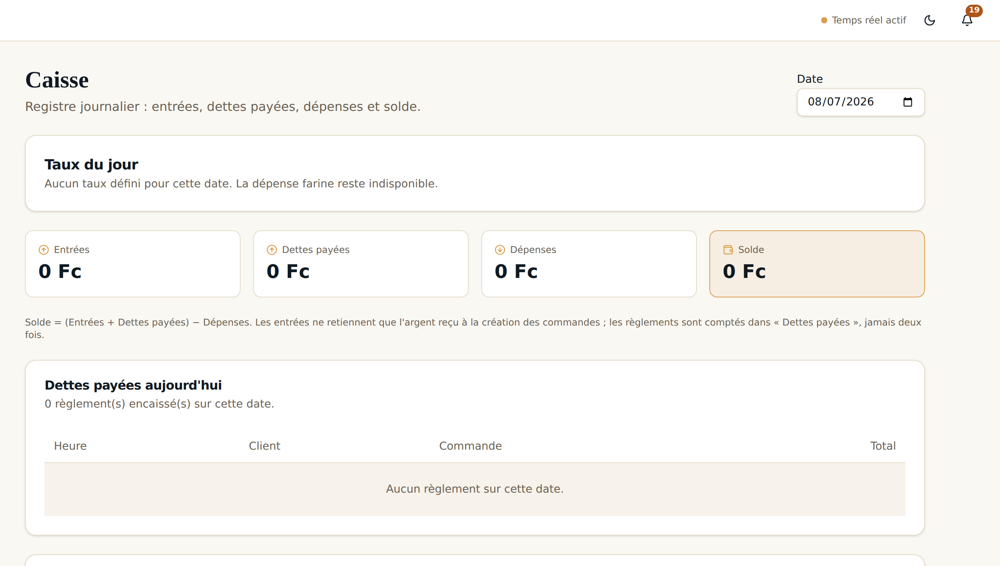 Temps réel actif
19
Caisse
Registre journalier : entrées, dettes payées, dépenses et solde.
Date
08/07/2026
Taux du jour
Aucun taux défini pour cette date. La dépense farine reste indisponible.
Entrées
0 Fc
Dettes payées
0 Fc
Dépenses
0 Fc
Solde
0 Fc
Solde = (Entrées + Dettes payées) − Dépenses. Les entrées ne retiennent que l'argent reçu à la création des commandes ; les règlements sont comptés dans « Dettes payées », jamais deux
fois.
Dettes payées aujourd'hui
0 règlement(s) encaissé(s) sur cette date.
Heure Client Commande Total
Aucun règlement sur cette date.